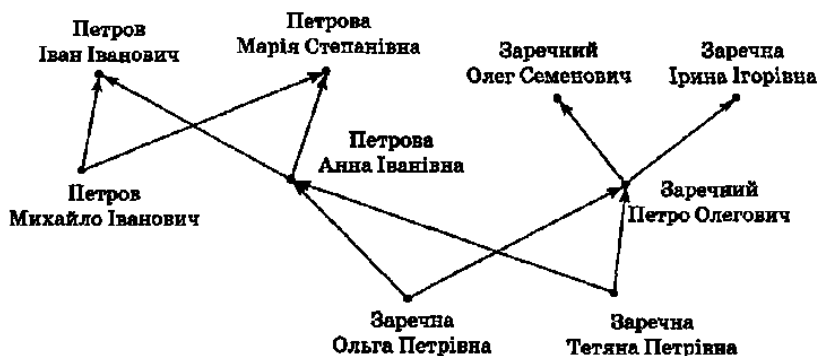 Петров
Іван Іванович
Петрова
Марія Степанівна
Заречний
Олег Семенович
Заречна
Ірина Ігорівна
Петров
Михайло Іванович
Петрова
Анна Іванівна
Заречний
Петро Олегович
Заречна
Ольга Петрівна
Заречна
Тетяна Петрівна